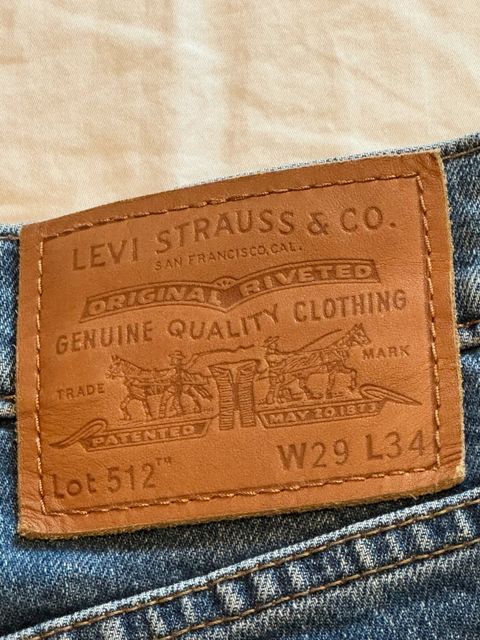 LEVI STRAUSS & CO.
SAN FRANCISCO, CAL.
ORIGINAL RIVETED
GENUINE QUALITY CLOTHING
TRADE MARK
PATENTED MAY 20 1873
Lot 512™ W29 L34